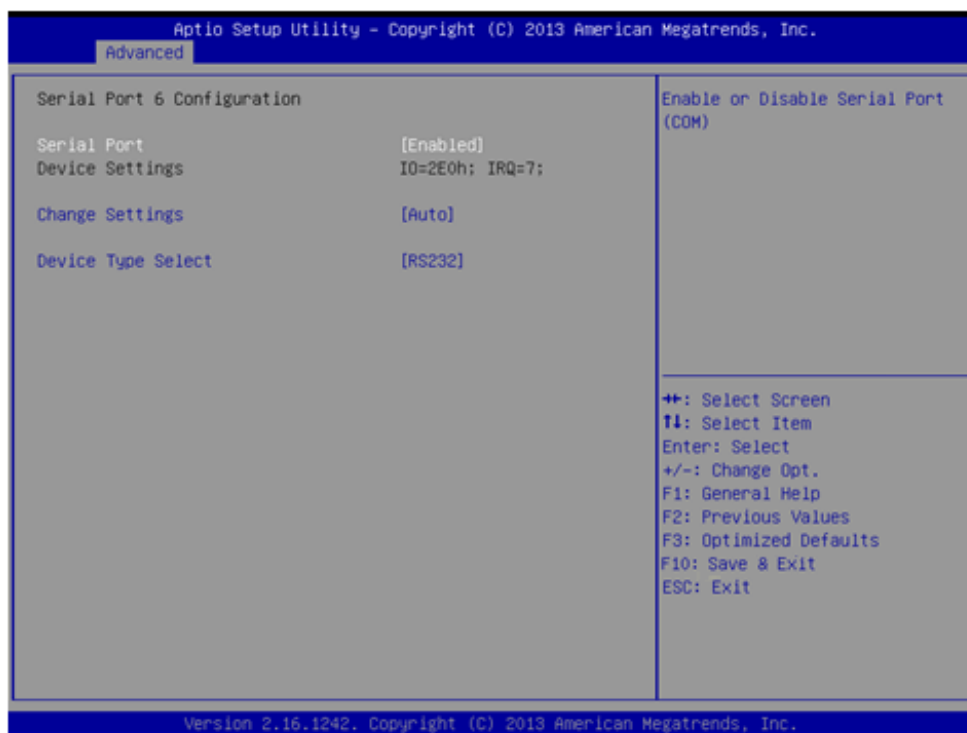 Aptio Setup Utility – Copyright (C) 2013 American Megatrends, Inc.
Advanced
Serial Port 6 Configuration
Serial Port [Enabled]
Device Settings IO=2E0h; IRQ=7;
Change Settings [Auto]
Device Type Select [RS232]
Enable or Disable Serial Port
(COM)
→←: Select Screen
↑↓: Select Item
Enter: Select
+/-: Change Opt.
F1: General Help
F2: Previous Values
F3: Optimized Defaults
F10: Save & Exit
ESC: Exit
Version 2.16.1242. Copyright (C) 2013 American Megatrends, Inc.